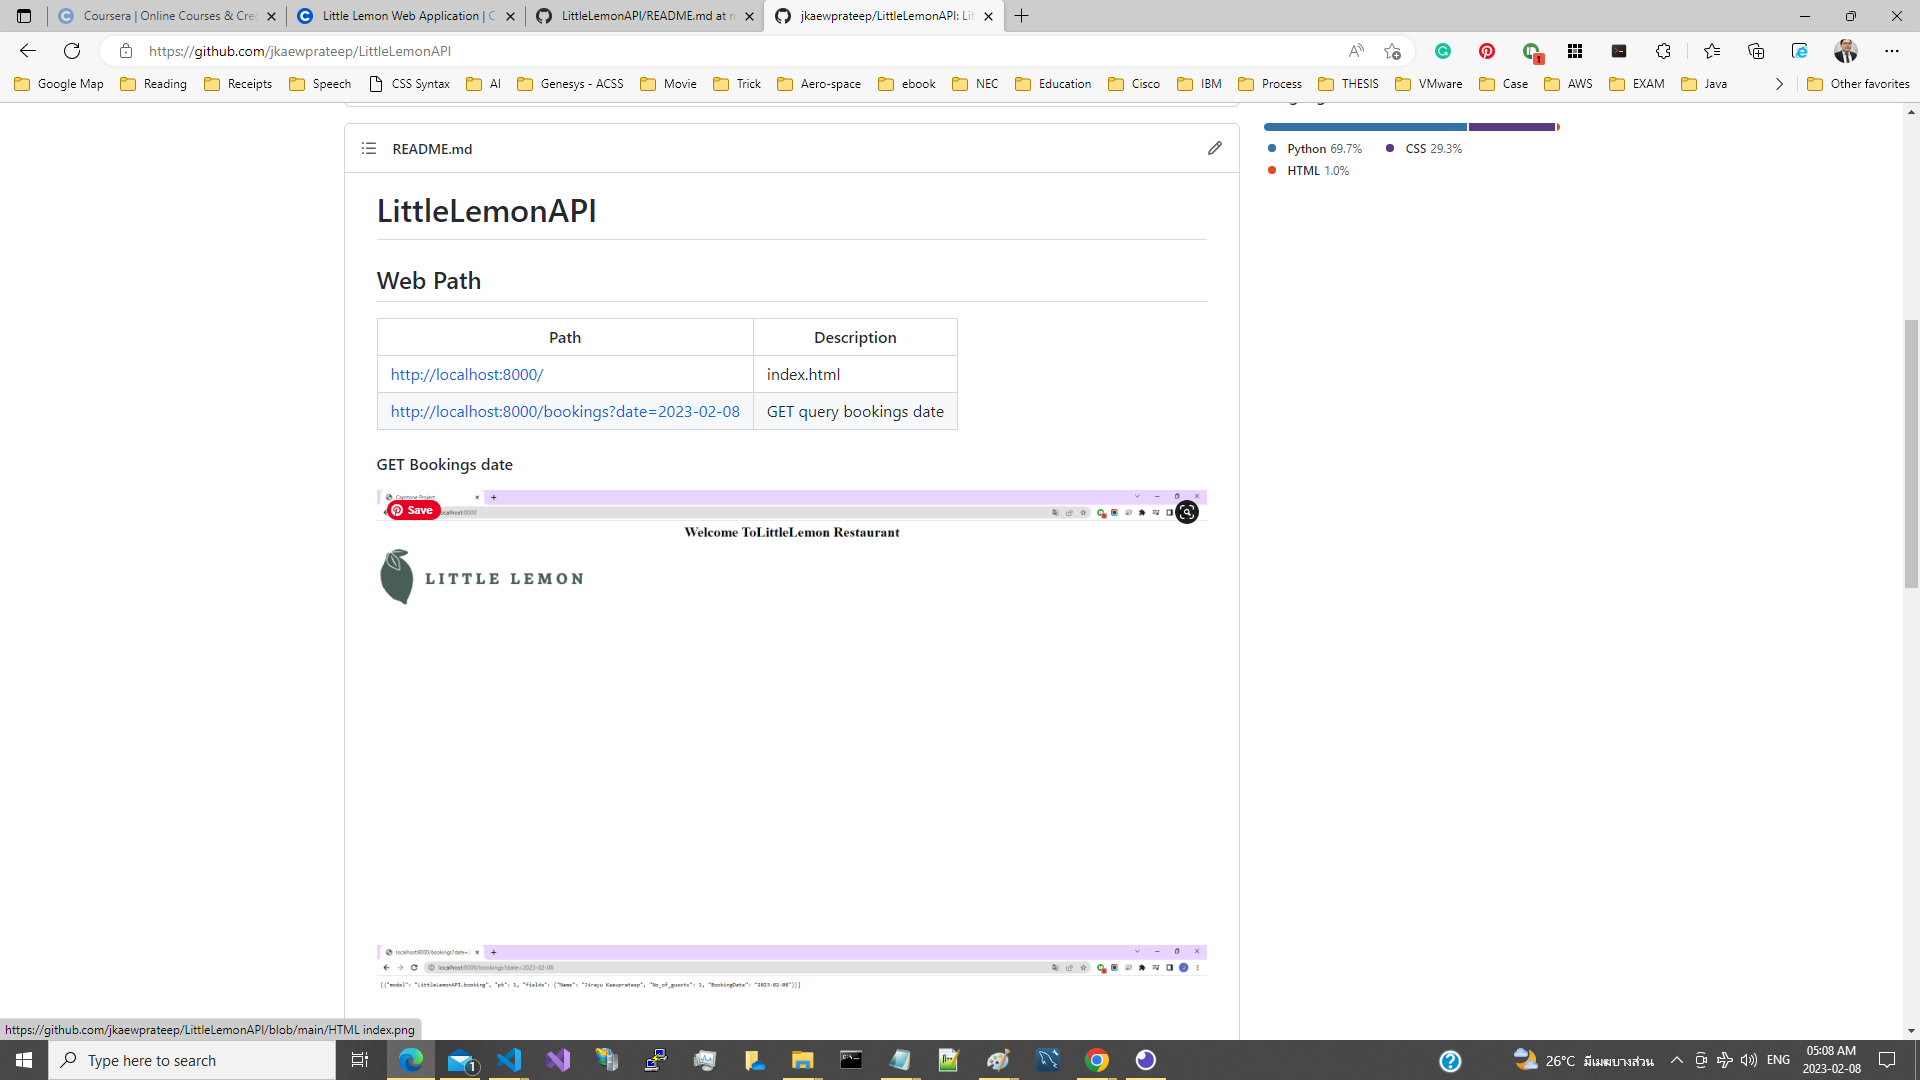 Coursera | Online Courses & Cre
Little Lemon Web Application | C
LittleLemonAPI/README.md at m
jkaewprateep/LittleLemonAPI: Lit
https://github.com/jkaewprateep/LittleLemonAPI
1
Google Map
Reading
Receipts
Speech
CSS Syntax
AI
Genesys - ACSS
Movie
Trick
Aero-space
ebook
NEC
Education
Cisco
IBM
Process
THESIS
VMware
Case
AWS
EXAM
Java
Other favorites
README.md
Python 69.7%
CSS 29.3%
HTML 1.0%
LittleLemonAPI
Web Path
Path Description
http://localhost:8000/ index.html
http://localhost:8000/bookings?date=2023-02-08 GET query bookings date
GET Bookings date
Capstone Project
Save
localhost:8000
Welcome ToLittleLemon Restaurant
LITTLE LEMON
localhost:8000/bookings?date=
localhost:8000/bookings?date=2023-02-08
[{"model": "LittleLemonAPI.booking", "pk": 1, "fields": {"Name": "Jirayu Kaewprateep", "No_of_guests": 1, "BookingDate": "2023-02-08"}}]
https://github.com/jkaewprateep/LittleLemonAPI/blob/main/HTML index.png
Type here to search
1
26°C มีเมฆบางส่วน
ENG
05:08 AM
2023-02-08